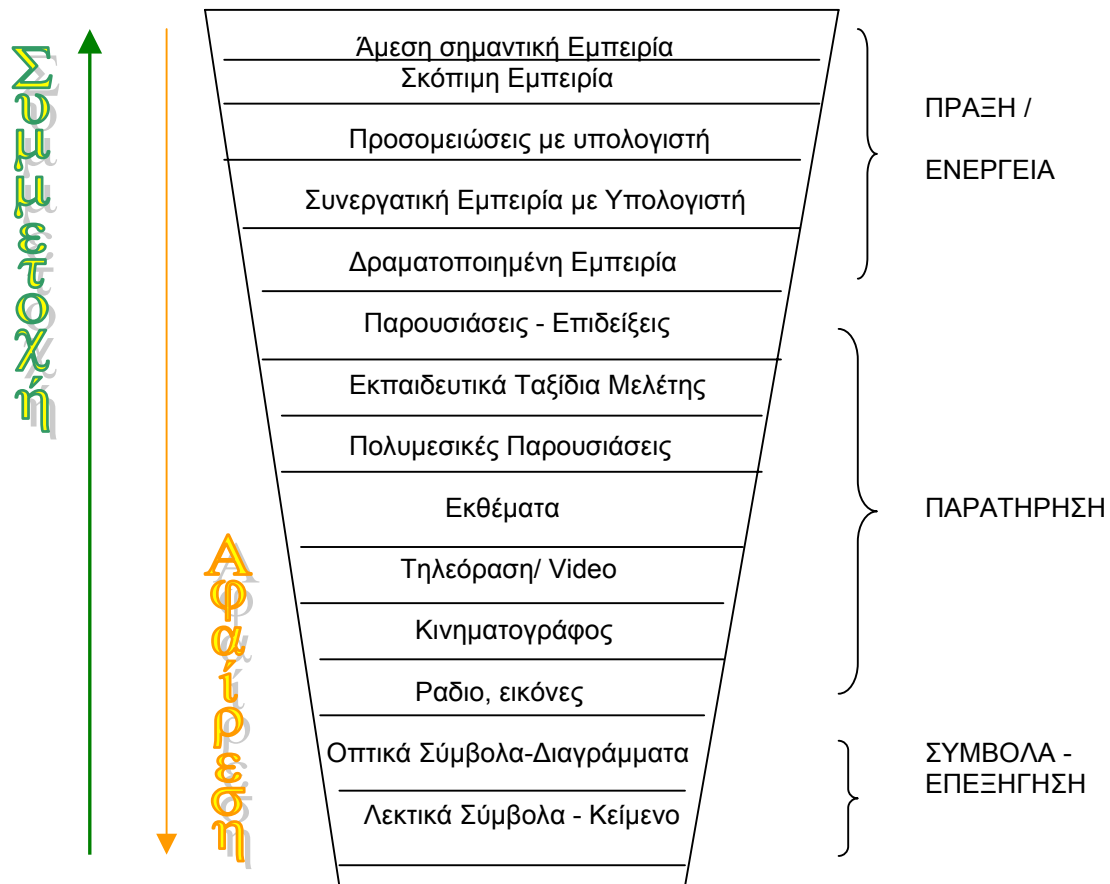 Συμμετοχή
Αφαίρεση
Άμεση σημαντική Εμπειρία
Σκόπιμη Εμπειρία
Προσομειώσεις με υπολογιστή
Συνεργατική Εμπειρία με Υπολογιστή
Δραματοποιημένη Εμπειρία
Παρουσιάσεις - Επιδείξεις
Εκπαιδευτικά Ταξίδια Μελέτης
Πολυμεσικές Παρουσιάσεις
Εκθέματα
Τηλεόραση/ Video
Κινηματογράφος
Ραδιο, εικόνες
Οπτικά Σύμβολα-Διαγράμματα
Λεκτικά Σύμβολα - Κείμενο
ΠΡΑΞΗ /
ΕΝΕΡΓΕΙΑ
ΠΑΡΑΤΗΡΗΣΗ
ΣΥΜΒΟΛΑ -
ΕΠΕΞΗΓΗΣΗ